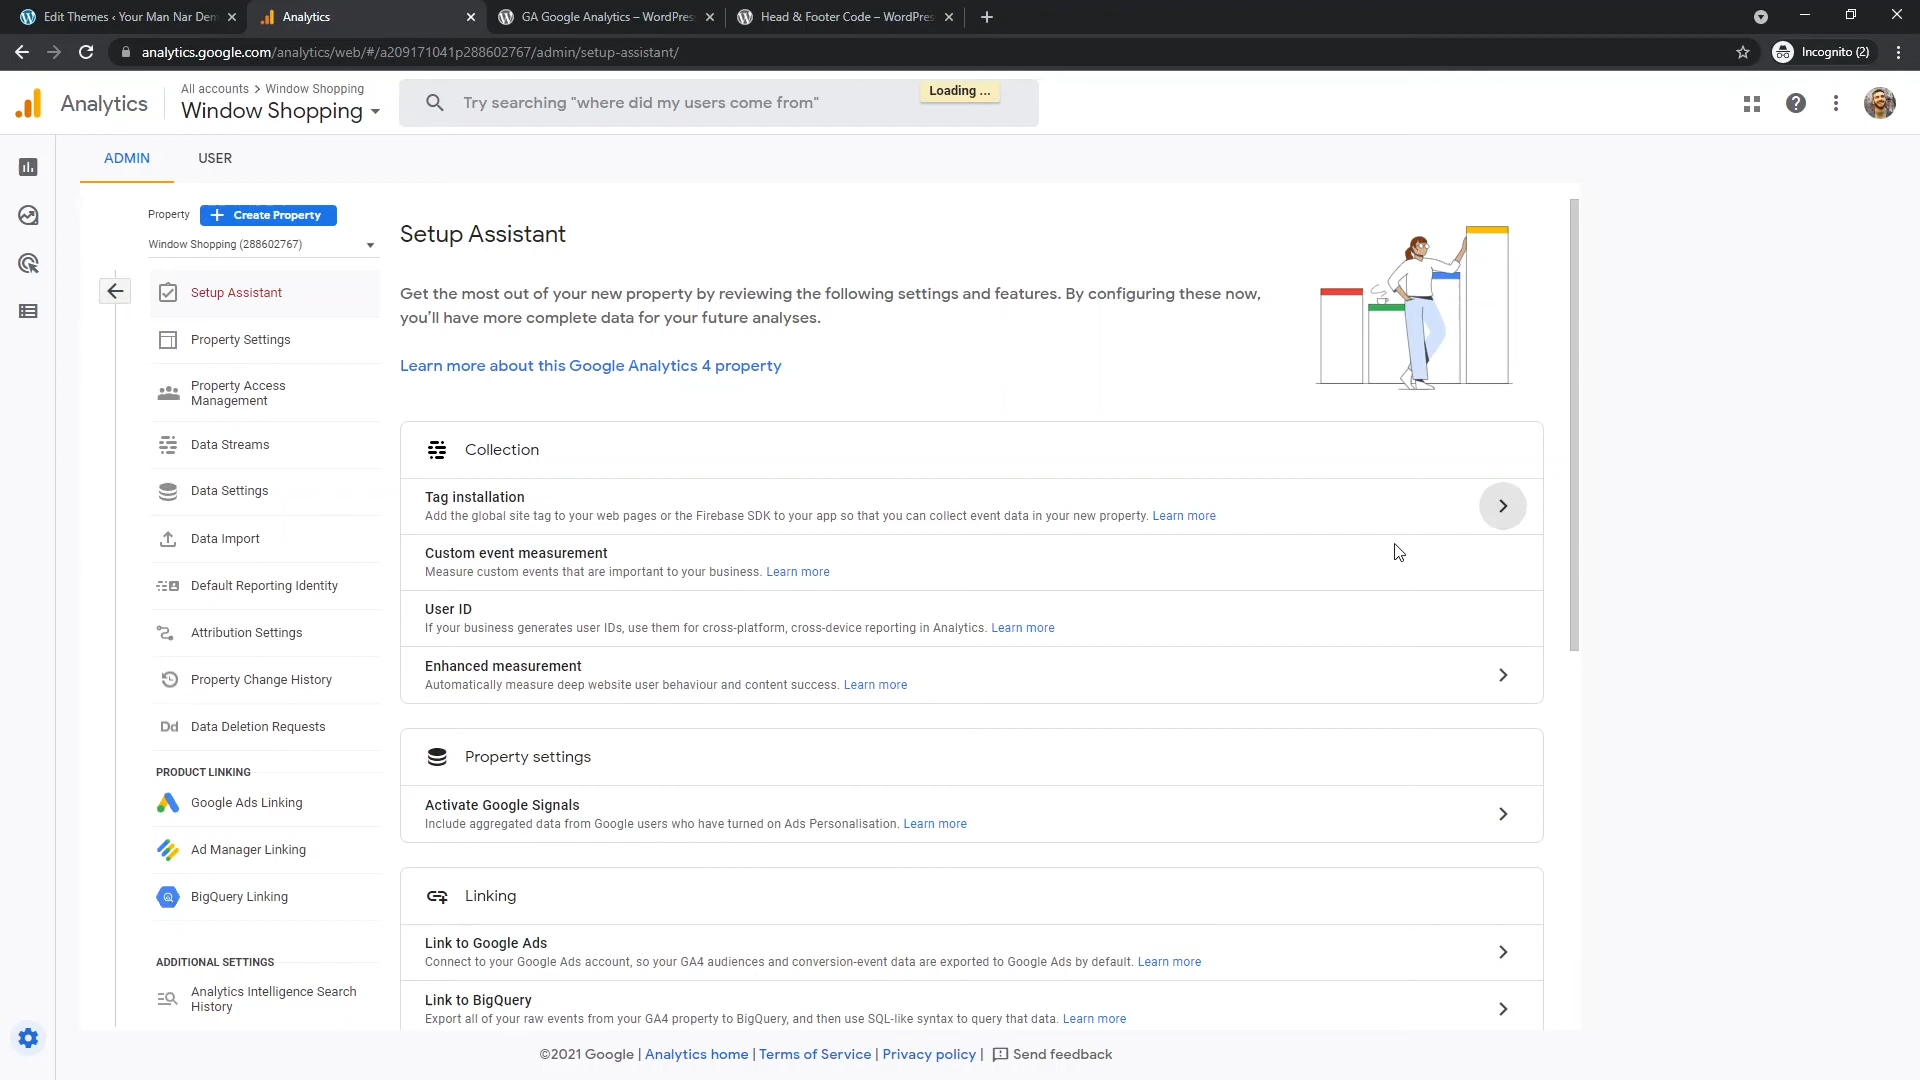 Edit Themes ‹ Your Man Nar Dem
Analytics
GA Google Analytics – WordPres
Head & Footer Code – WordPres
analytics.google.com/analytics/web/#/a209171041p288602767/admin/setup-assistant/
Incognito (2)
Analytics
All accounts > Window Shopping
Window Shopping
Try searching "where did my users come from"
Loading ...
ADMIN
USER
Property
Create Property
Window Shopping (288602767)
Setup Assistant
Property Settings
Property Access
Management
Data Streams
Data Settings
Data Import
Default Reporting Identity
Attribution Settings
Property Change History
Dd
Data Deletion Requests
PRODUCT LINKING
Google Ads Linking
Ad Manager Linking
BigQuery Linking
ADDITIONAL SETTINGS
Analytics Intelligence Search
History
Setup Assistant
Get the most out of your new property by reviewing the following settings and features. By configuring these now,
you’ll have more complete data for your future analyses.
Learn more about this Google Analytics 4 property
Collection
Tag installation
Add the global site tag to your web pages or the Firebase SDK to your app so that you can collect event data in your new property. Learn more
Custom event measurement
Measure custom events that are important to your business. Learn more
User ID
If your business generates user IDs, use them for cross-platform, cross-device reporting in Analytics. Learn more
Enhanced measurement
Automatically measure deep website user behaviour and content success. Learn more
Property settings
Activate Google Signals
Include aggregated data from Google users who have turned on Ads Personalisation. Learn more
Linking
Link to Google Ads
Connect to your Google Ads account, so your GA4 audiences and conversion-event data are exported to Google Ads by default. Learn more
Link to BigQuery
Export all of your raw events from your GA4 property to BigQuery, and then use SQL-like syntax to query that data. Learn more
©2021 Google | Analytics home | Terms of Service | Privacy policy | Send feedback